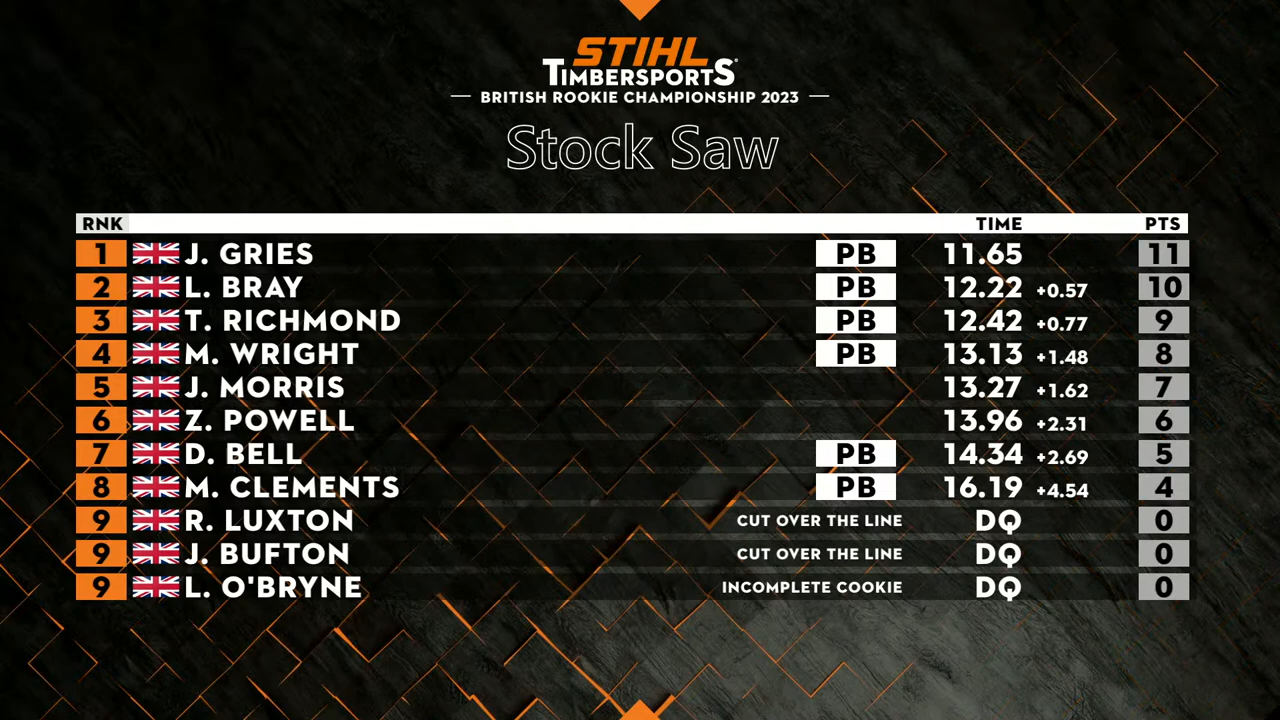 STIHL
TIMBERSPORTS®
BRITISH ROOKIE CHAMPIONSHIP 2023
Stock Saw
RNK TIME PTS
1 J. GRIES PB 11.65 11
2 L. BRAY PB 12.22 +0.57 10
3 T. RICHMOND PB 12.42 +0.77 9
4 M. WRIGHT PB 13.13 +1.48 8
5 J. MORRIS 13.27 +1.62 7
6 Z. POWELL 13.96 +2.31 6
7 D. BELL PB 14.34 +2.69 5
8 M. CLEMENTS PB 16.19 +4.54 4
9 R. LUXTON CUT OVER THE LINE DQ 0
9 J. BUFTON CUT OVER THE LINE DQ 0
9 L. O'BRYNE INCOMPLETE COOKIE DQ 0